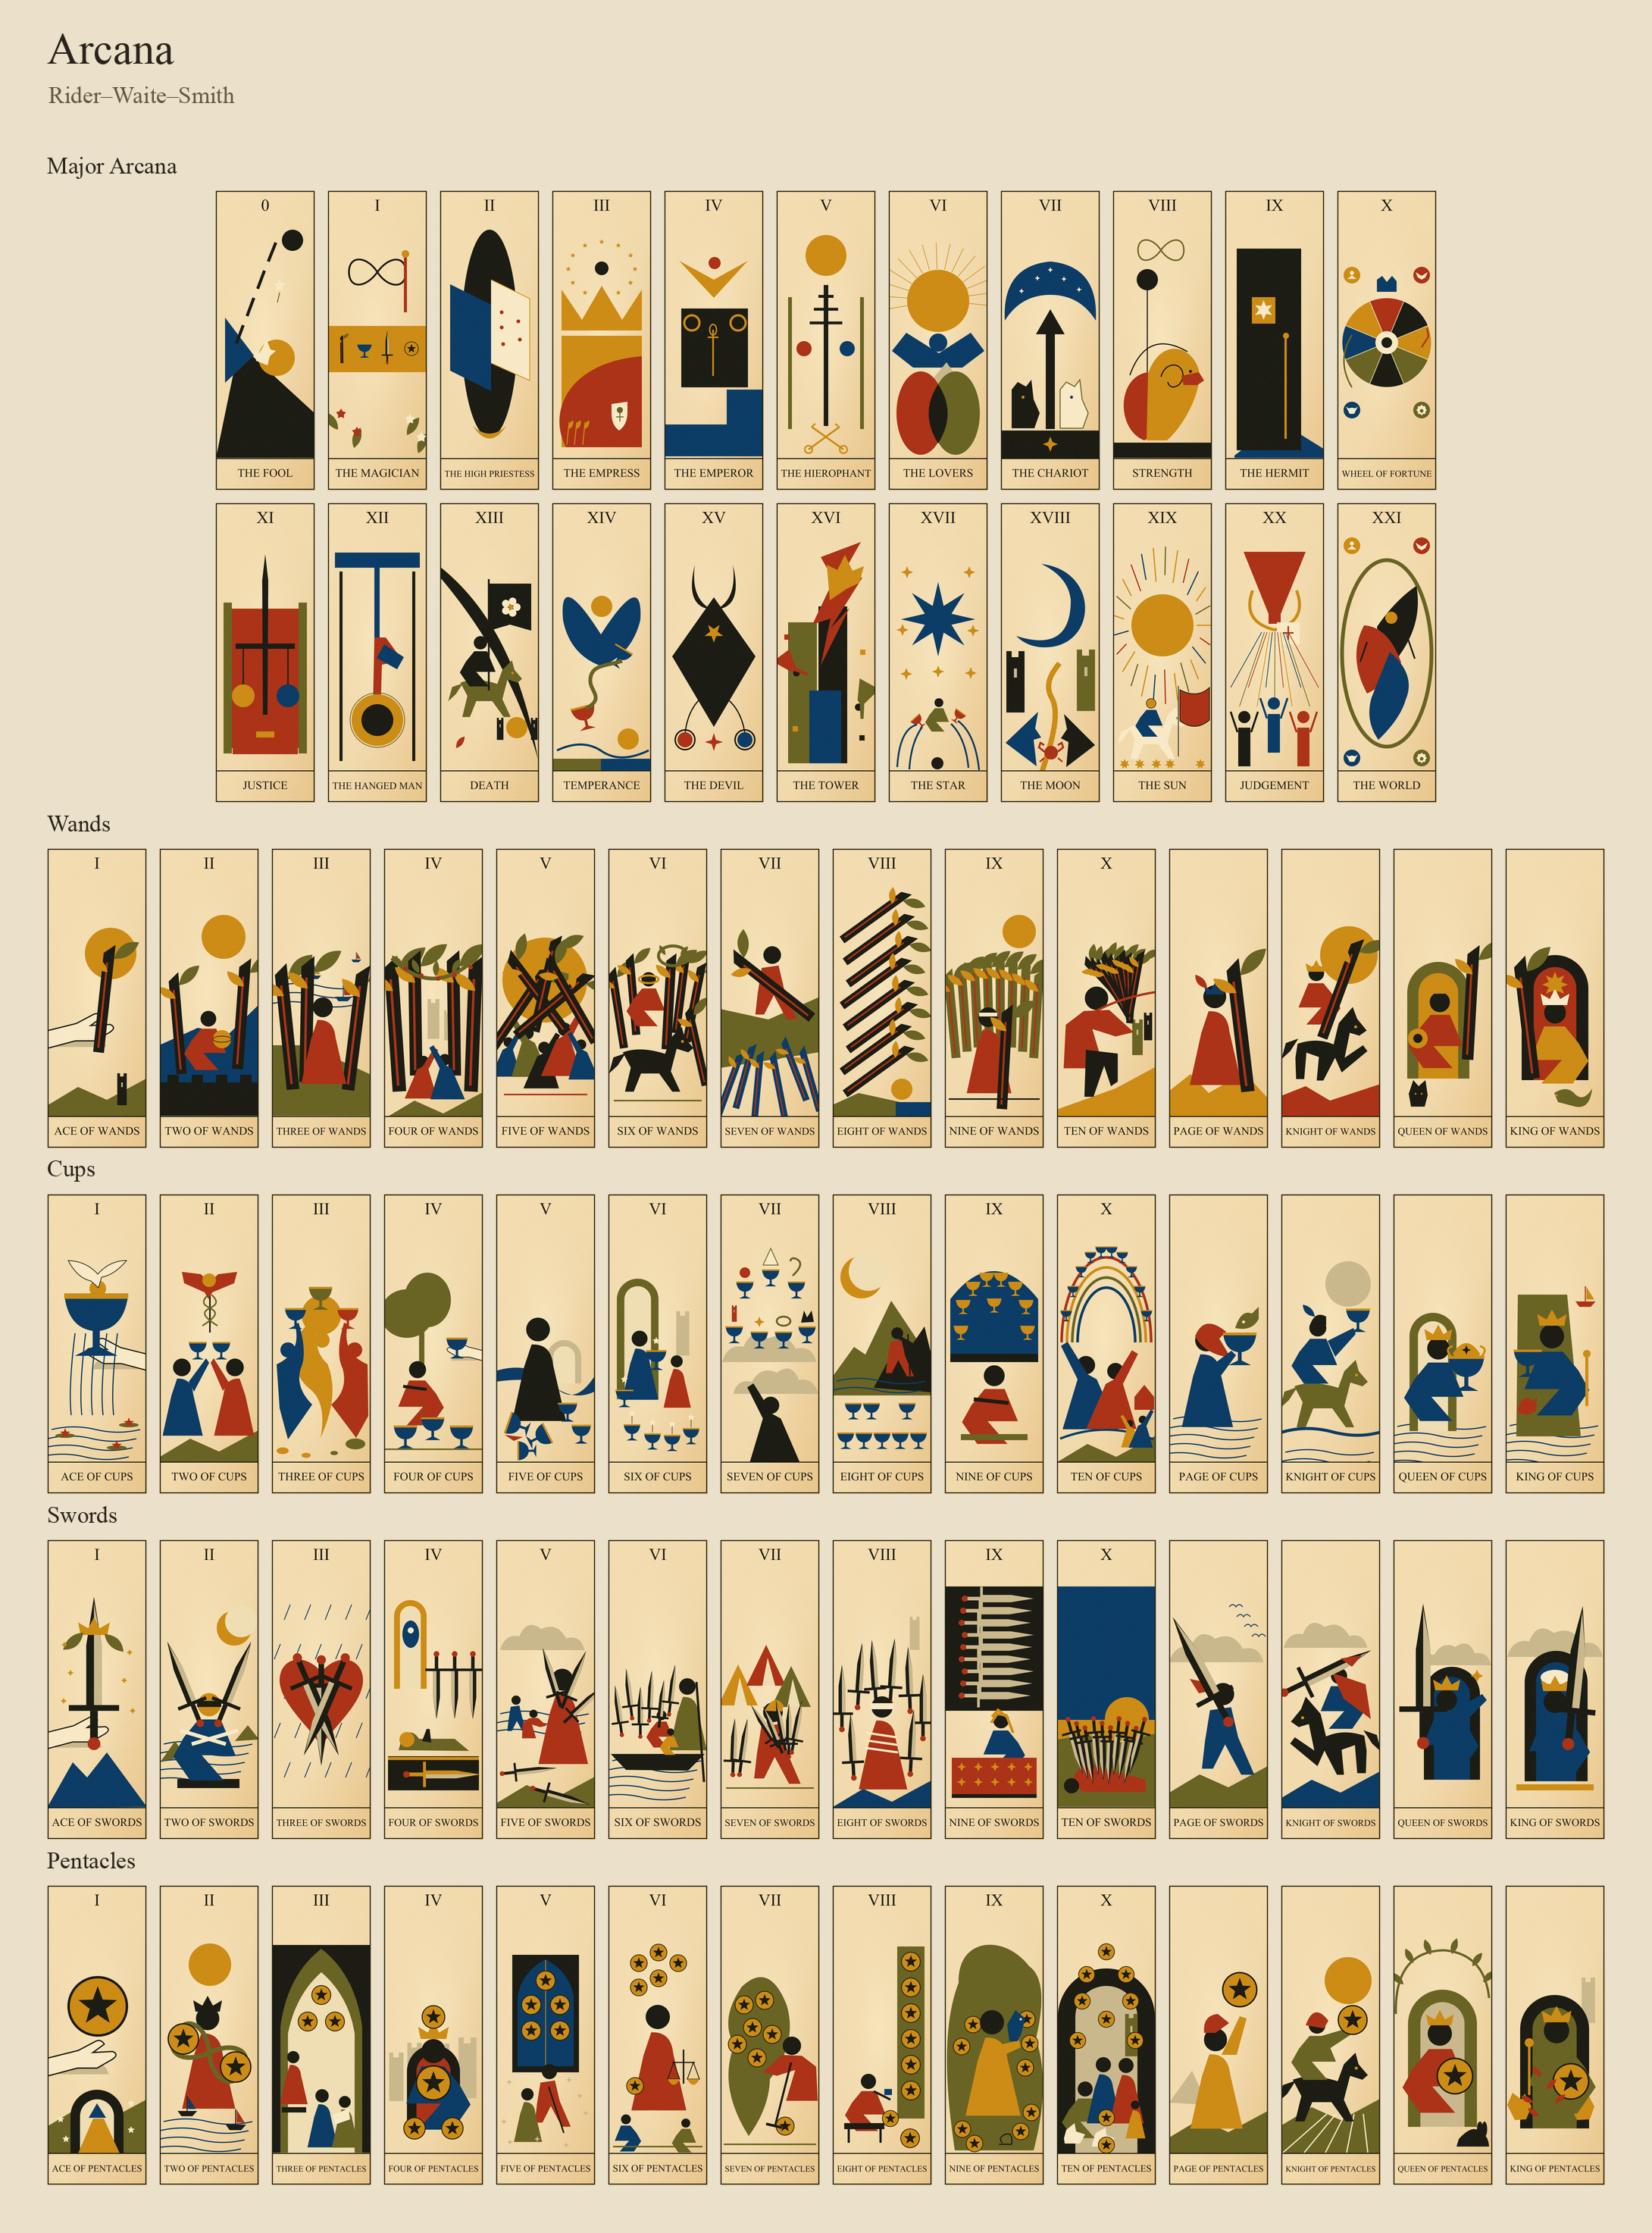 Arcana
Rider–Waite–Smith
Major Arcana
0 I II III IV V VI VII VIII IX X
THE FOOL THE MAGICIAN THE HIGH PRIESTESS THE EMPRESS THE EMPEROR THE HIEROPHANT THE LOVERS THE CHARIOT STRENGTH THE HERMIT WHEEL OF FORTUNE
XI XII XIII XIV XV XVI XVII XVIII XIX XX XXI
JUSTICE THE HANGED MAN DEATH TEMPERANCE THE DEVIL THE TOWER THE STAR THE MOON THE SUN JUDGEMENT THE WORLD
Wands
I II III IV V VI VII VIII IX X
ACE OF WANDS TWO OF WANDS THREE OF WANDS FOUR OF WANDS FIVE OF WANDS SIX OF WANDS SEVEN OF WANDS EIGHT OF WANDS NINE OF WANDS TEN OF WANDS PAGE OF WANDS KNIGHT OF WANDS QUEEN OF WANDS KING OF WANDS
Cups
I II III IV V VI VII VIII IX X
ACE OF CUPS TWO OF CUPS THREE OF CUPS FOUR OF CUPS FIVE OF CUPS SIX OF CUPS SEVEN OF CUPS EIGHT OF CUPS NINE OF CUPS TEN OF CUPS PAGE OF CUPS KNIGHT OF CUPS QUEEN OF CUPS KING OF CUPS
Swords
I II III IV V VI VII VIII IX X
ACE OF SWORDS TWO OF SWORDS THREE OF SWORDS FOUR OF SWORDS FIVE OF SWORDS SIX OF SWORDS SEVEN OF SWORDS EIGHT OF SWORDS NINE OF SWORDS TEN OF SWORDS PAGE OF SWORDS KNIGHT OF SWORDS QUEEN OF SWORDS KING OF SWORDS
Pentacles
I II III IV V VI VII VIII IX X
ACE OF PENTACLES TWO OF PENTACLES THREE OF PENTACLES FOUR OF PENTACLES FIVE OF PENTACLES SIX OF PENTACLES SEVEN OF PENTACLES EIGHT OF PENTACLES NINE OF PENTACLES TEN OF PENTACLES PAGE OF PENTACLES KNIGHT OF PENTACLES QUEEN OF PENTACLES KING OF PENTACLES